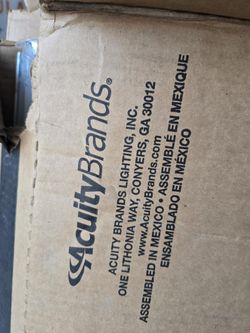 AcuityBrands®
ACUITY BRANDS LIGHTING, INC.
ONE LITHONIA WAY, CONYERS, GA 30012
www.AcuityBrands.com
ASSEMBLED IN MEXICO • ASSEMBLÉ EN MEXIQUE
ENSAMBLADO EN MÉXICO